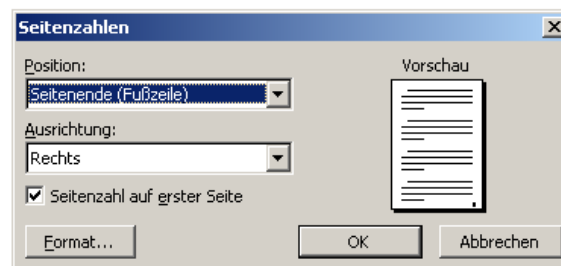 Seitenzahlen
Position:
Vorschau
Seitenende (Fußzeile)
Ausrichtung:
Rechts
Seitenzahl auf erster Seite
Format...
OK
Abbrechen